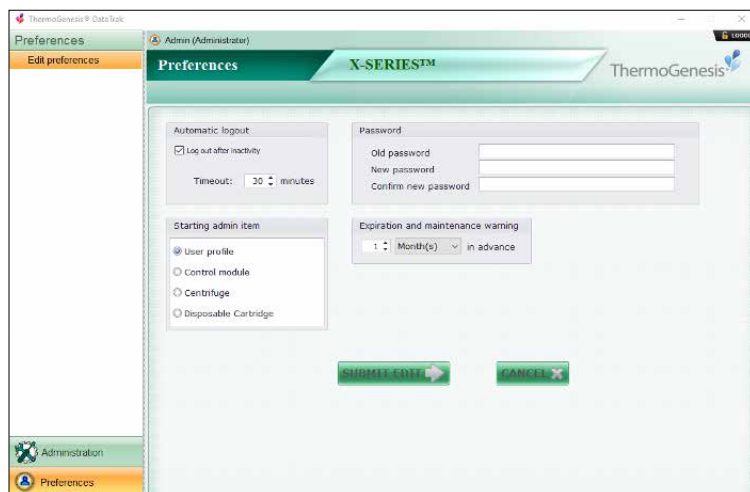 ThermoGenesis® DataTrak
Preferences
Edit preferences
Admin (Administrator)
Preferences
X-SERIES™
ThermoGenesis
Automatic logout
Log out after inactivity
Timeout: 30 minutes
Password
Old password
New password
Confirm new password
Starting admin item
User profile
Control module
Centrifuge
Disposable Cartridge
Expiration and maintenance warning
1 Month(s) in advance
SUBMIT EDIT
CANCEL
Administration
Preferences